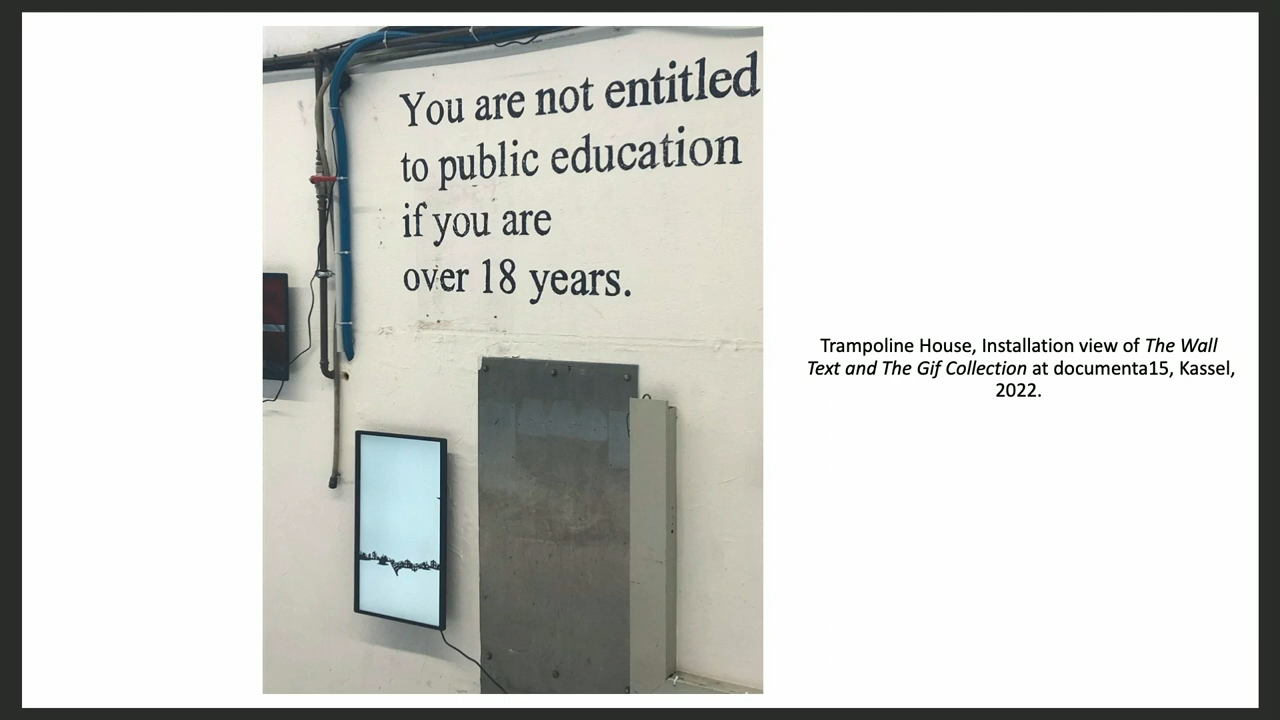 You are not entitled
to public education
if you are
over 18 years.
Trampoline House, Installation view of The Wall
Text and The Gif Collection at documenta15, Kassel,
2022.